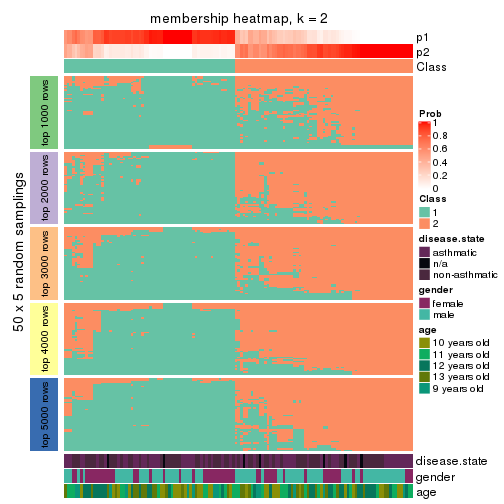 membership heatmap, k = 2
p1
p2
Class
50 x 5 random samplings
top 1000 rows
top 2000 rows
top 3000 rows
top 4000 rows
top 5000 rows
disease.state
gender
age
Prob
1
0.8
0.6
0.4
0.2
0
Class
1
2
disease.state
asthmatic
n/a
non-asthmatic
gender
female
male
age
10 years old
11 years old
12 years old
13 years old
9 years old